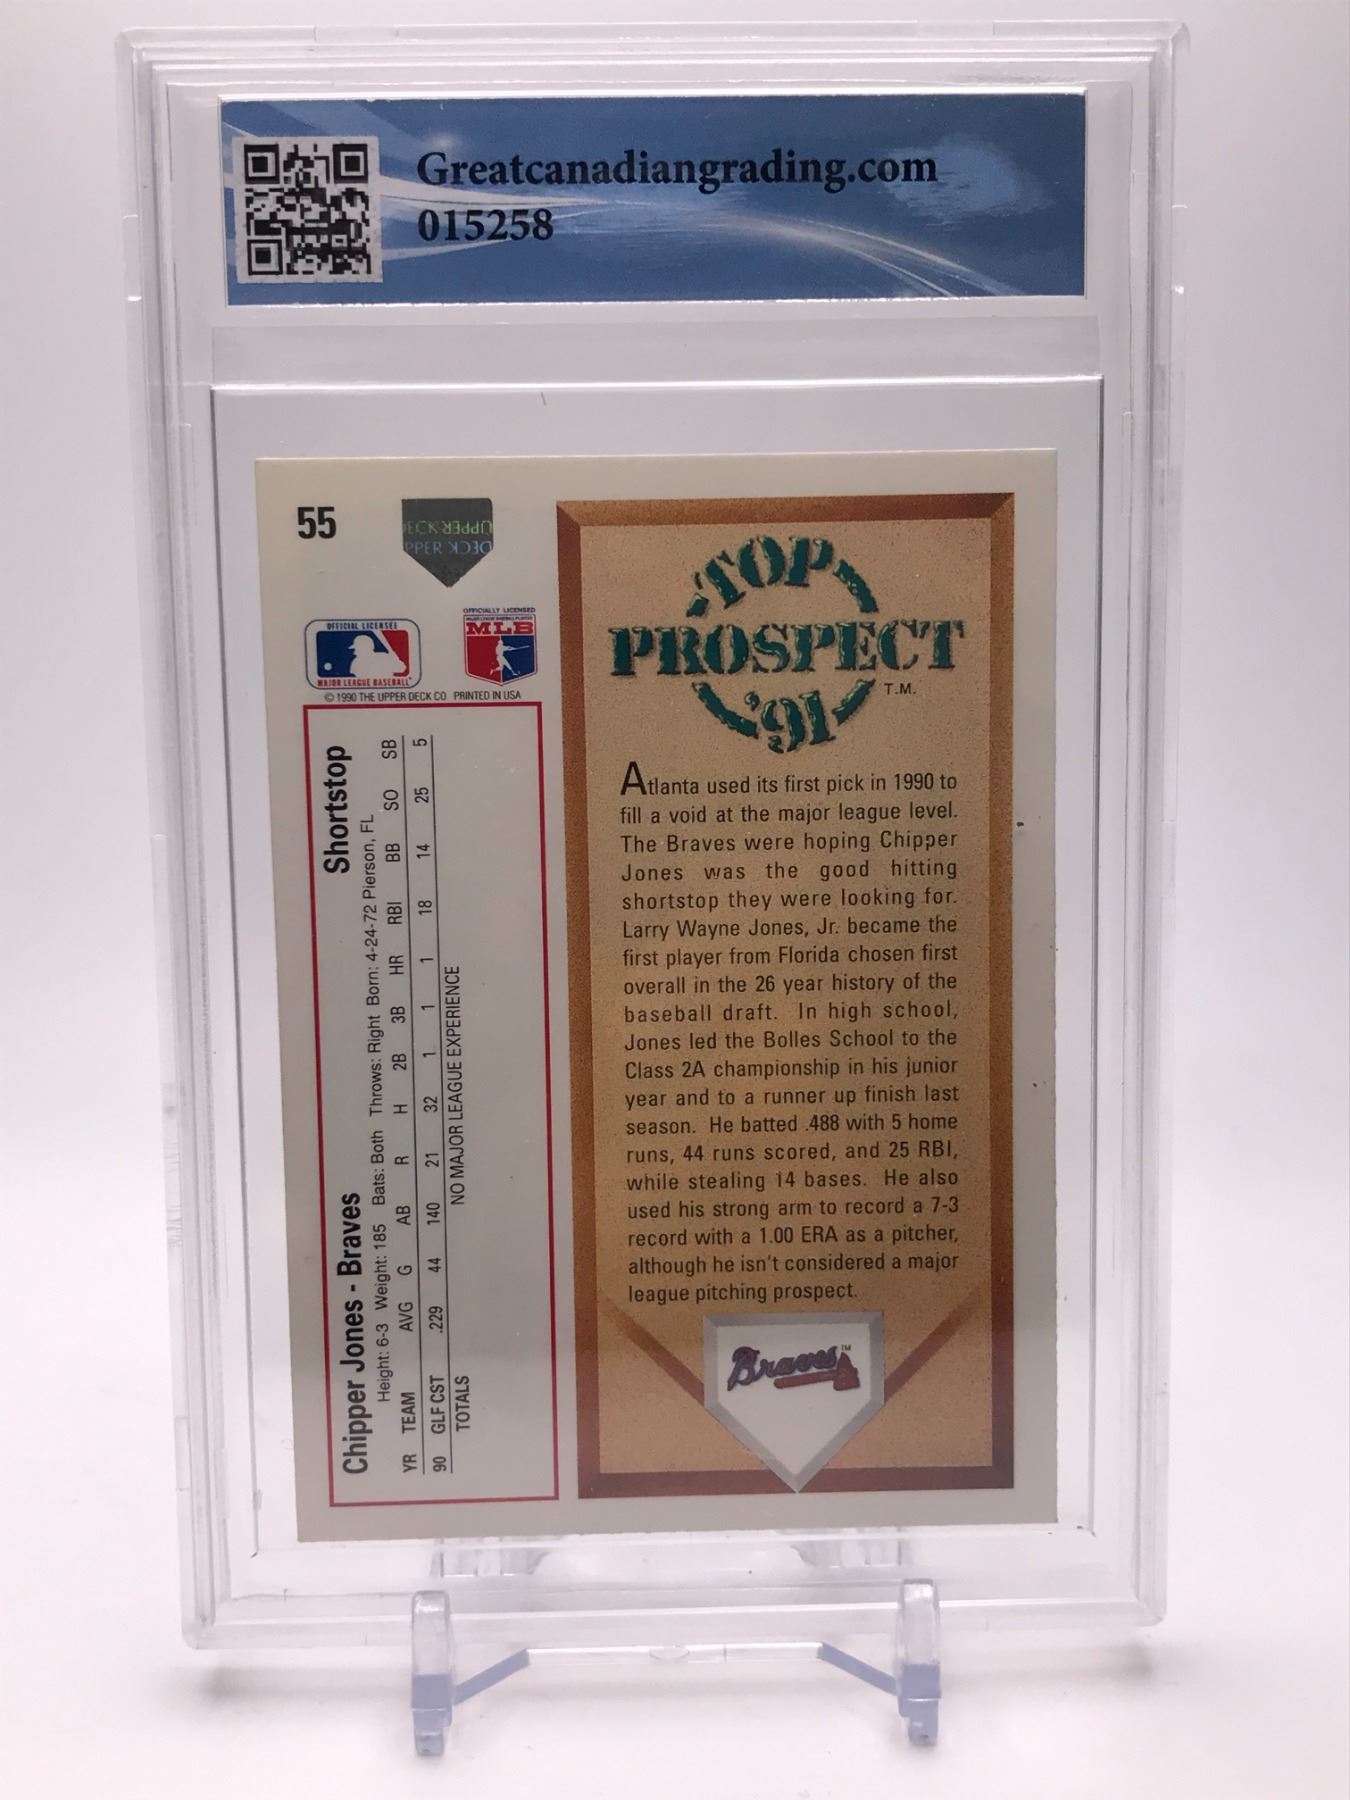 Greatcanadiangrading.com
015258
55
UPPER DECK
UPPER DECK
OFFICIAL LICENSEE
MAJOR LEAGUE BASEBALL
OFFICIALLY LICENSED
MAJOR LEAGUE BASEBALL PLAYERS
MLB
© 1990 THE UPPER DECK CO PRINTED IN USA
Chipper Jones - Braves Shortstop
Height: 6-3 Weight: 185 Bats: Both Throws: Right Born: 4-24-72 Pierson, FL
YR TEAM AVG G AB R H 2B 3B HR RBI BB SO SB
90 GLF CST .229 44 140 21 32 1 1 1 18 14 25 5
TOTALS NO MAJOR LEAGUE EXPERIENCE
TOP
PROSPECT
'91
T.M.
Atlanta used its first pick in 1990 to
fill a void at the major league level.
The Braves were hoping Chipper
Jones was the good hitting
shortstop they were looking for.
Larry Wayne Jones, Jr. became the
first player from Florida chosen first
overall in the 26 year history of the
baseball draft. In high school,
Jones led the Bolles School to the
Class 2A championship in his junior
year and to a runner up finish last
season. He batted .488 with 5 home
runs, 44 runs scored, and 25 RBI,
while stealing 14 bases. He also
used his strong arm to record a 7-3
record with a 1.00 ERA as a pitcher,
although he isn't considered a major
league pitching prospect.
Braves TM